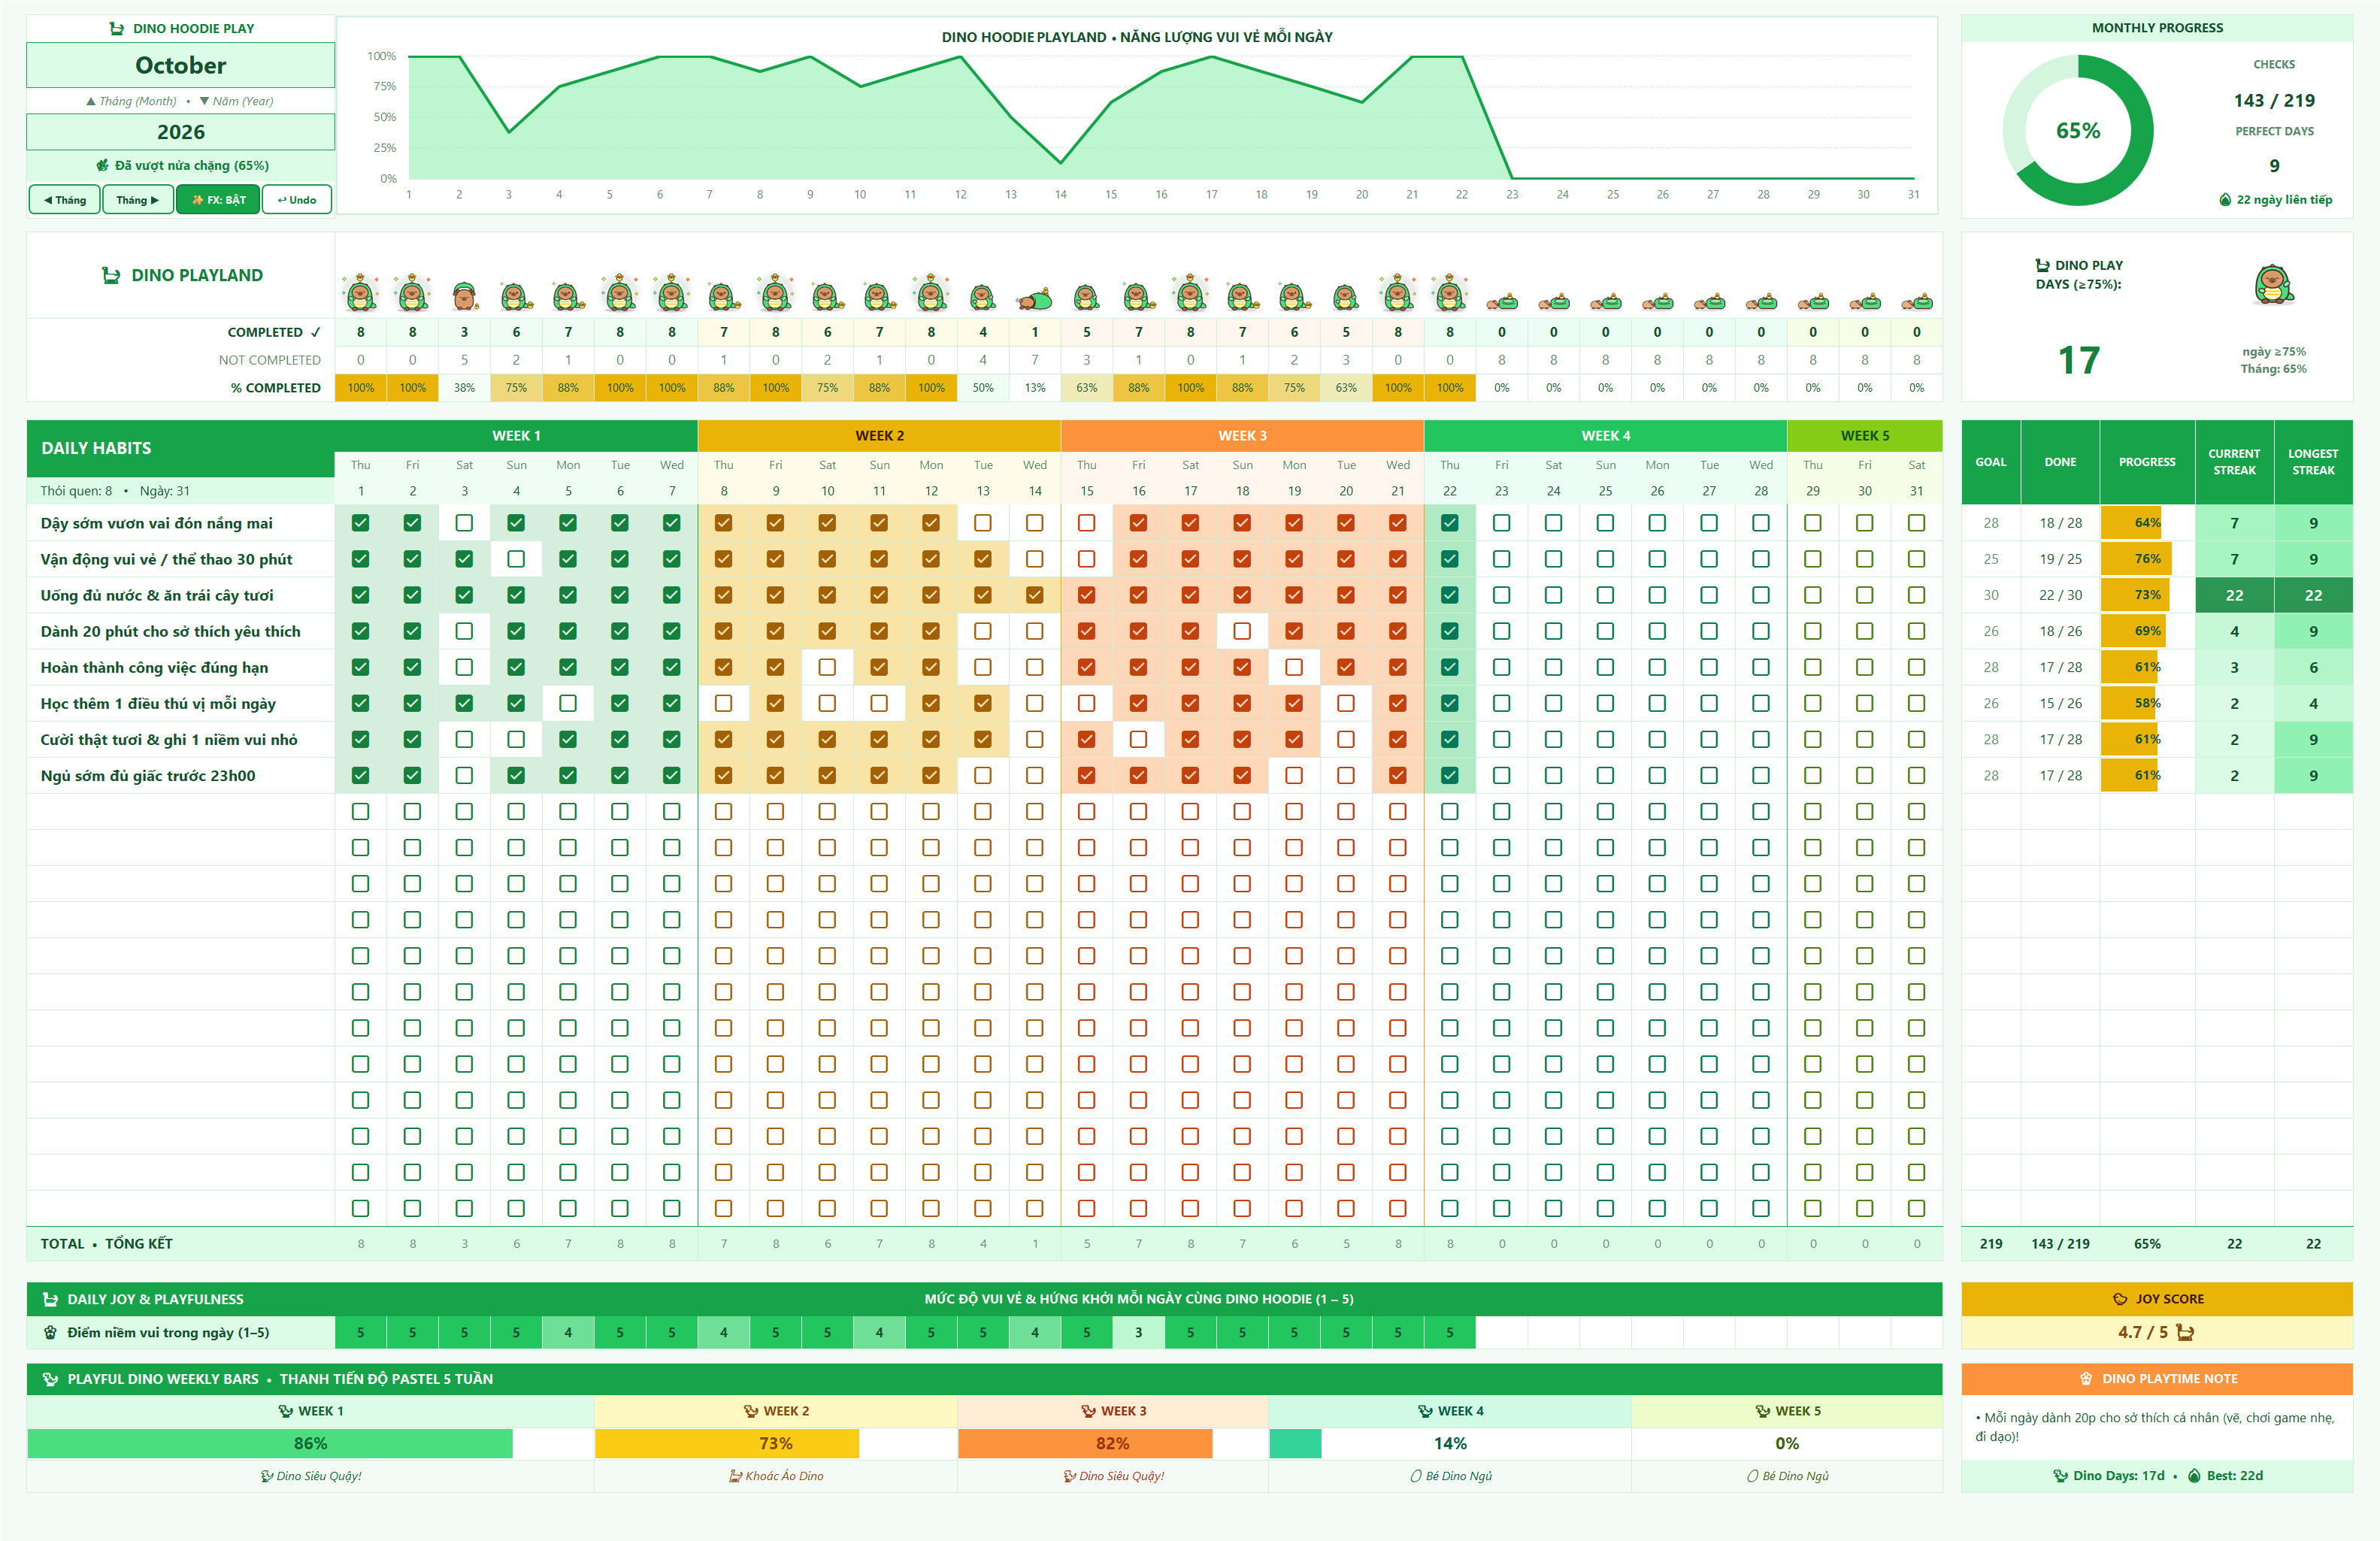 DINO HOODIE PLAY
October
▲ Tháng (Month) • ▼ Năm (Year)
2026
Đã vượt nửa chặng (65%)
◀ Tháng Tháng ▶ FX: BẬT ↩ Undo
DINO HOODIE PLAYLAND • NĂNG LƯỢNG VUI VẺ MỖI NGÀY
100%
75%
50%
25%
0%
1 2 3 4 5 6 7 8 9 10 11 12 13 14 15 16 17 18 19 20 21 22 23 24 25 26 27 28 29 30 31
MONTHLY PROGRESS
65%
CHECKS
143 / 219
PERFECT DAYS
9
22 ngày liên tiếp
DINO PLAYLAND
COMPLETED ✓ 8 8 3 6 7 8 8 7 8 6 7 8 4 1 5 7 8 7 6 5 8 8 0 0 0 0 0 0 0 0 0
NOT COMPLETED 0 0 5 2 1 0 0 1 0 2 1 0 4 7 3 1 0 1 2 3 0 0 8 8 8 8 8 8 8 8 8
% COMPLETED 100% 100% 38% 75% 88% 100% 100% 88% 100% 75% 88% 100% 50% 13% 63% 88% 100% 88% 75% 63% 100% 100% 0% 0% 0% 0% 0% 0% 0% 0% 0%
DINO PLAY
DAYS (≥75%):
17
ngày ≥75%
Tháng: 65%
DAILY HABITS
WEEK 1 WEEK 2 WEEK 3 WEEK 4 WEEK 5
Thu Fri Sat Sun Mon Tue Wed Thu Fri Sat Sun Mon Tue Wed Thu Fri Sat Sun Mon Tue Wed Thu Fri Sat Sun Mon Tue Wed Thu Fri Sat
Thói quen: 8 • Ngày: 31 1 2 3 4 5 6 7 8 9 10 11 12 13 14 15 16 17 18 19 20 21 22 23 24 25 26 27 28 29 30 31
GOAL DONE PROGRESS CURRENT STREAK LONGEST STREAK
Dậy sớm vươn vai đón nắng mai 28 18 / 28 64% 7 9
Vận động vui vẻ / thể thao 30 phút 25 19 / 25 76% 7 9
Uống đủ nước & ăn trái cây tươi 30 22 / 30 73% 22 22
Dành 20 phút cho sở thích yêu thích 26 18 / 26 69% 4 9
Hoàn thành công việc đúng hạn 28 17 / 28 61% 3 6
Học thêm 1 điều thú vị mỗi ngày 26 15 / 26 58% 2 4
Cười thật tươi & ghi 1 niềm vui nhỏ 28 17 / 28 61% 2 9
Ngủ sớm đủ giấc trước 23h00 28 17 / 28 61% 2 9
TOTAL • TỔNG KẾT 8 8 3 6 7 8 8 7 8 6 7 8 4 1 5 7 8 7 6 5 8 8 0 0 0 0 0 0 0 0 0 219 143 / 219 65% 22 22
DAILY JOY & PLAYFULNESS MỨC ĐỘ VUI VẺ & HỨNG KHỞI MỖI NGÀY CÙNG DINO HOODIE (1 – 5)
Điểm niềm vui trong ngày (1–5) 5 5 5 5 4 5 5 4 5 5 4 5 5 4 5 3 5 5 5 5 5 5
JOY SCORE
4.7 / 5
PLAYFUL DINO WEEKLY BARS • THANH TIẾN ĐỘ PASTEL 5 TUẦN
WEEK 1 WEEK 2 WEEK 3 WEEK 4 WEEK 5
86% 73% 82% 14% 0%
Dino Siêu Quậy! Khoác Áo Dino Dino Siêu Quậy! Bé Dino Ngủ Bé Dino Ngủ
DINO PLAYTIME NOTE
• Mỗi ngày dành 20p cho sở thích cá nhân (vẽ, chơi game nhẹ,
đi dạo)!
Dino Days: 17d • Best: 22d